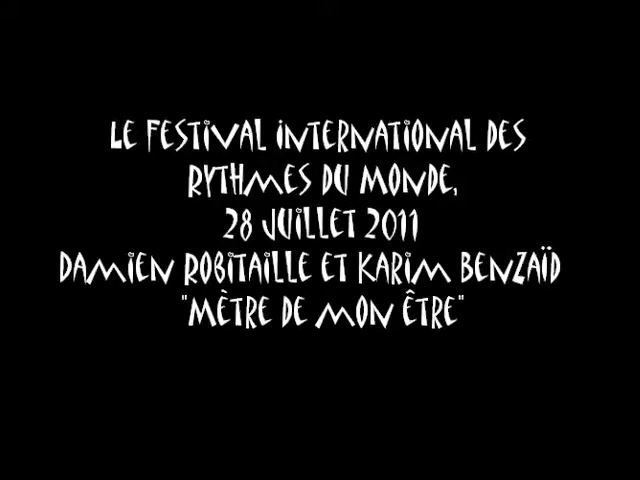 LE FESTIVAL INTERNATIONAL DES
RYTHMES DU MONDE,
28 JUILLET 2011
DAMIEN ROBITAILLE ET KARIM BENZAÏD
"MÈTRE DE MON ÊTRE"